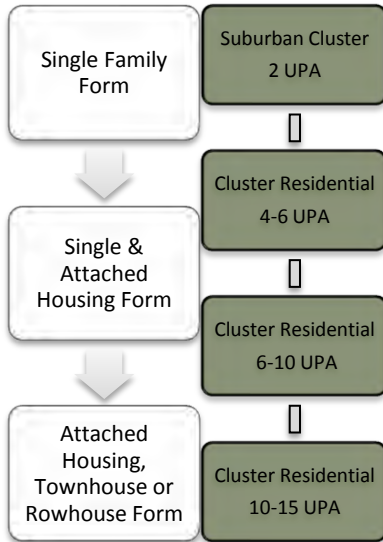 Single Family
Form
Single &
Attached
Housing Form
Attached
Housing,
Townhouse or
Rowhouse Form
Suburban Cluster
2 UPA
Cluster Residential
4-6 UPA
Cluster Residential
6-10 UPA
Cluster Residential
10-15 UPA